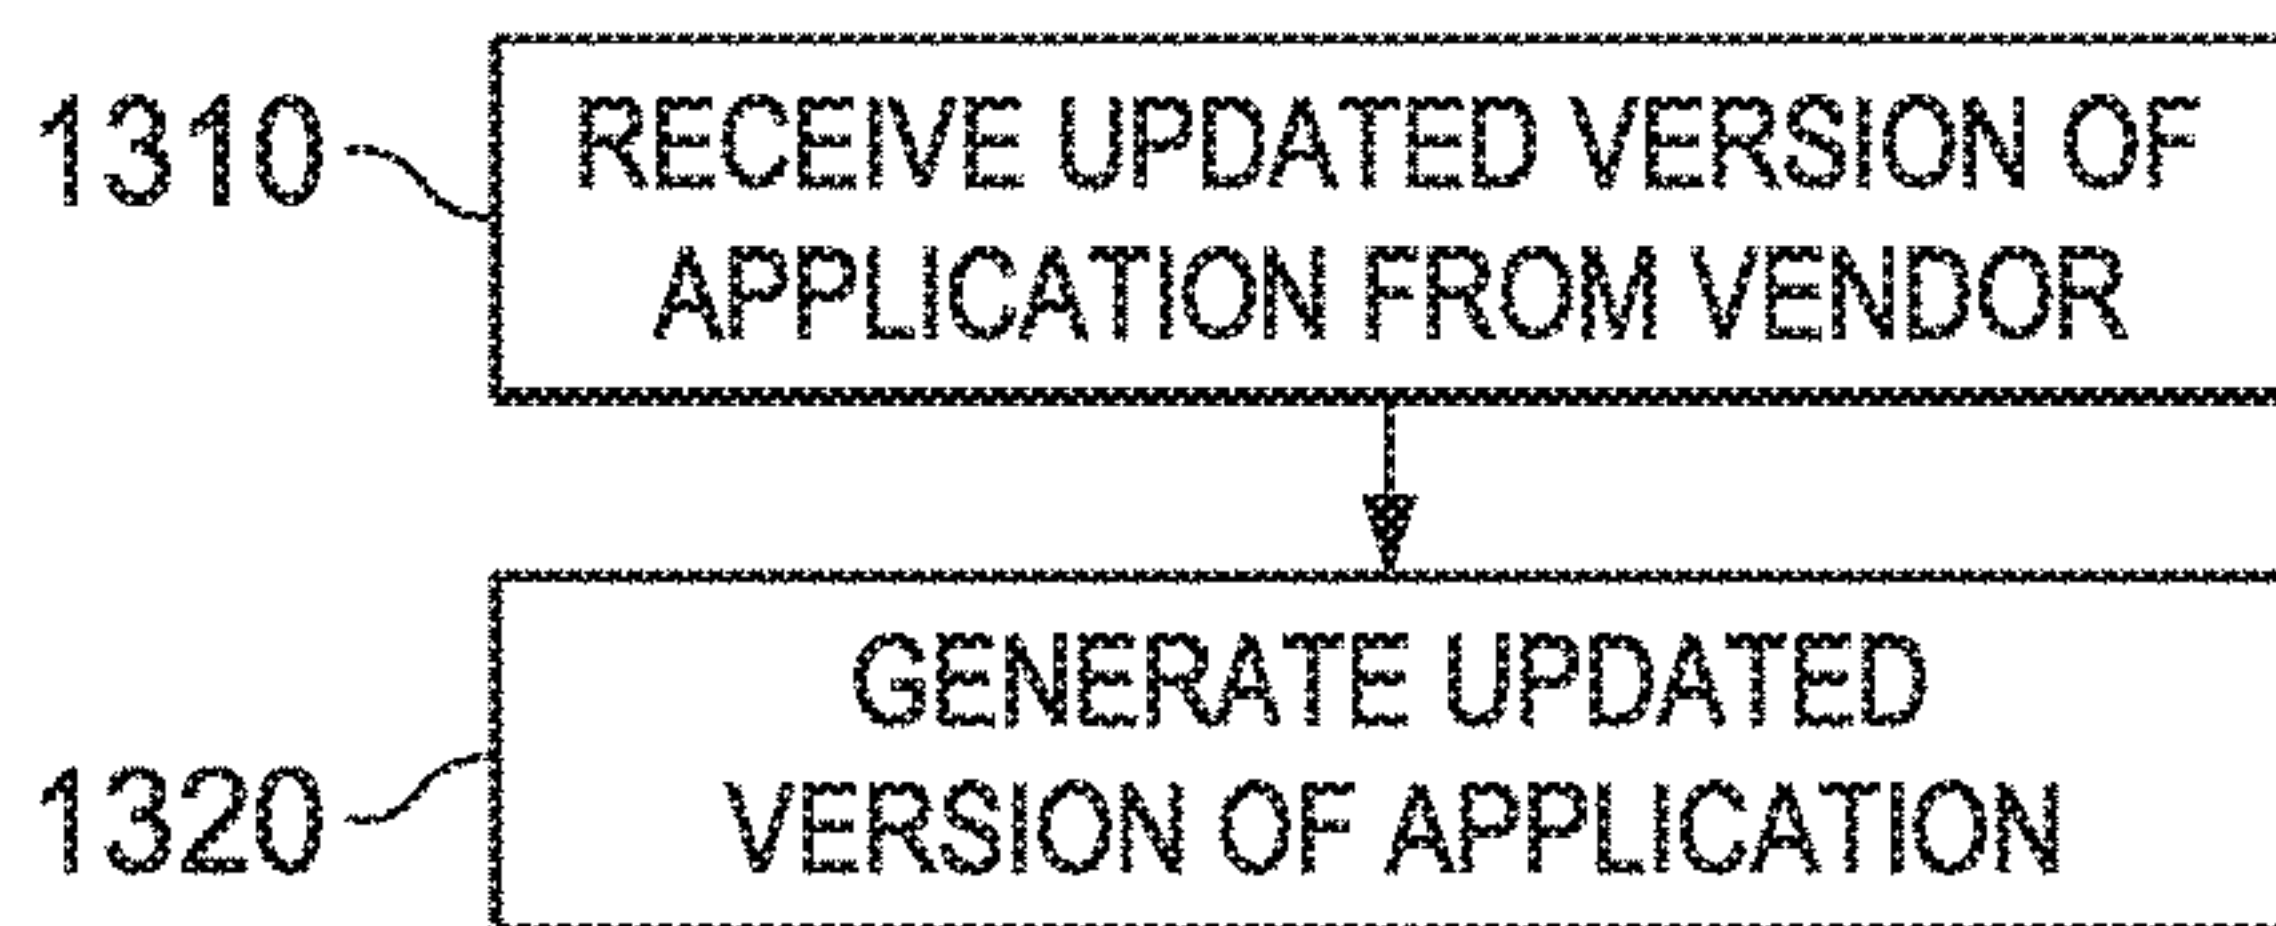 1310
RECEIVE UPDATED VERSION OF
APPLICATION FROM VENDOR
GENERATE UPDATED
1320
VERSION OF APPLICATION